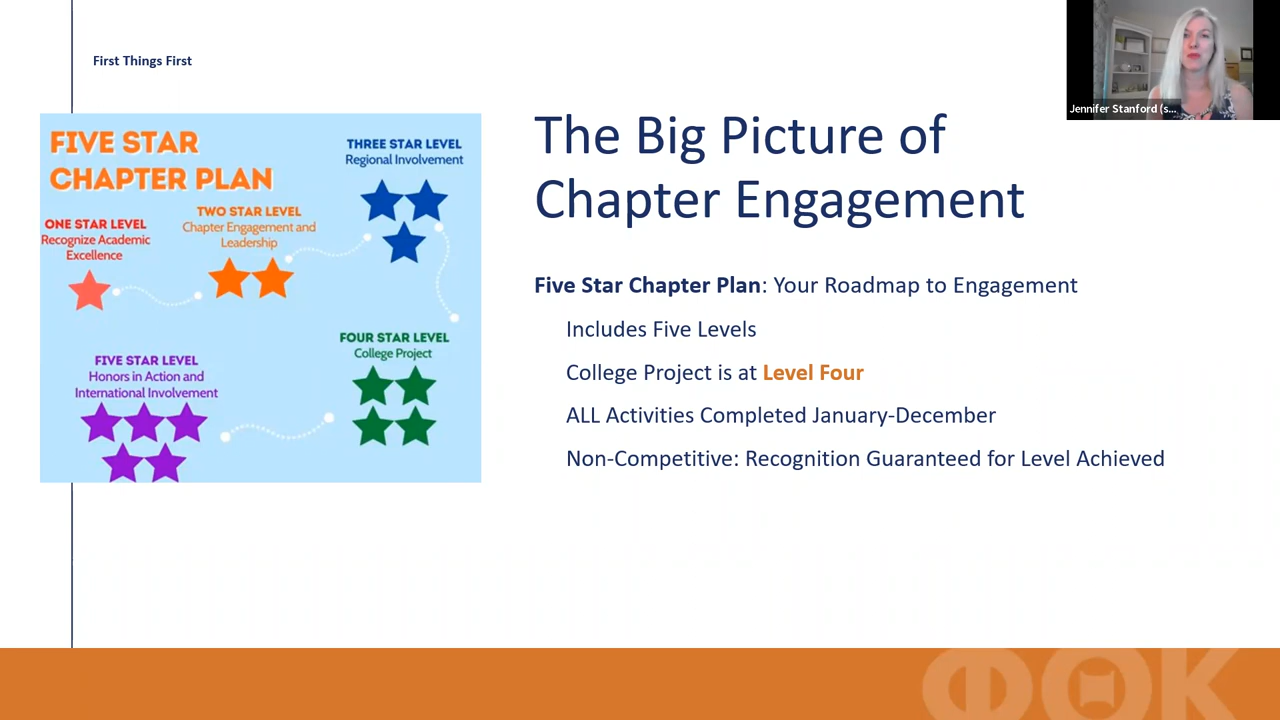 First Things First
Jennifer Stanford (s...
FIVE STAR
CHAPTER PLAN
ONE STAR LEVEL
Recognize Academic
Excellence
TWO STAR LEVEL
Chapter Engagement and
Leadership
THREE STAR LEVEL
Regional Involvement
FOUR STAR LEVEL
College Project
FIVE STAR LEVEL
Honors in Action and
International Involvement
The Big Picture of
Chapter Engagement
Five Star Chapter Plan: Your Roadmap to Engagement
Includes Five Levels
College Project is at Level Four
ALL Activities Completed January-December
Non-Competitive: Recognition Guaranteed for Level Achieved
ΦΘΚ